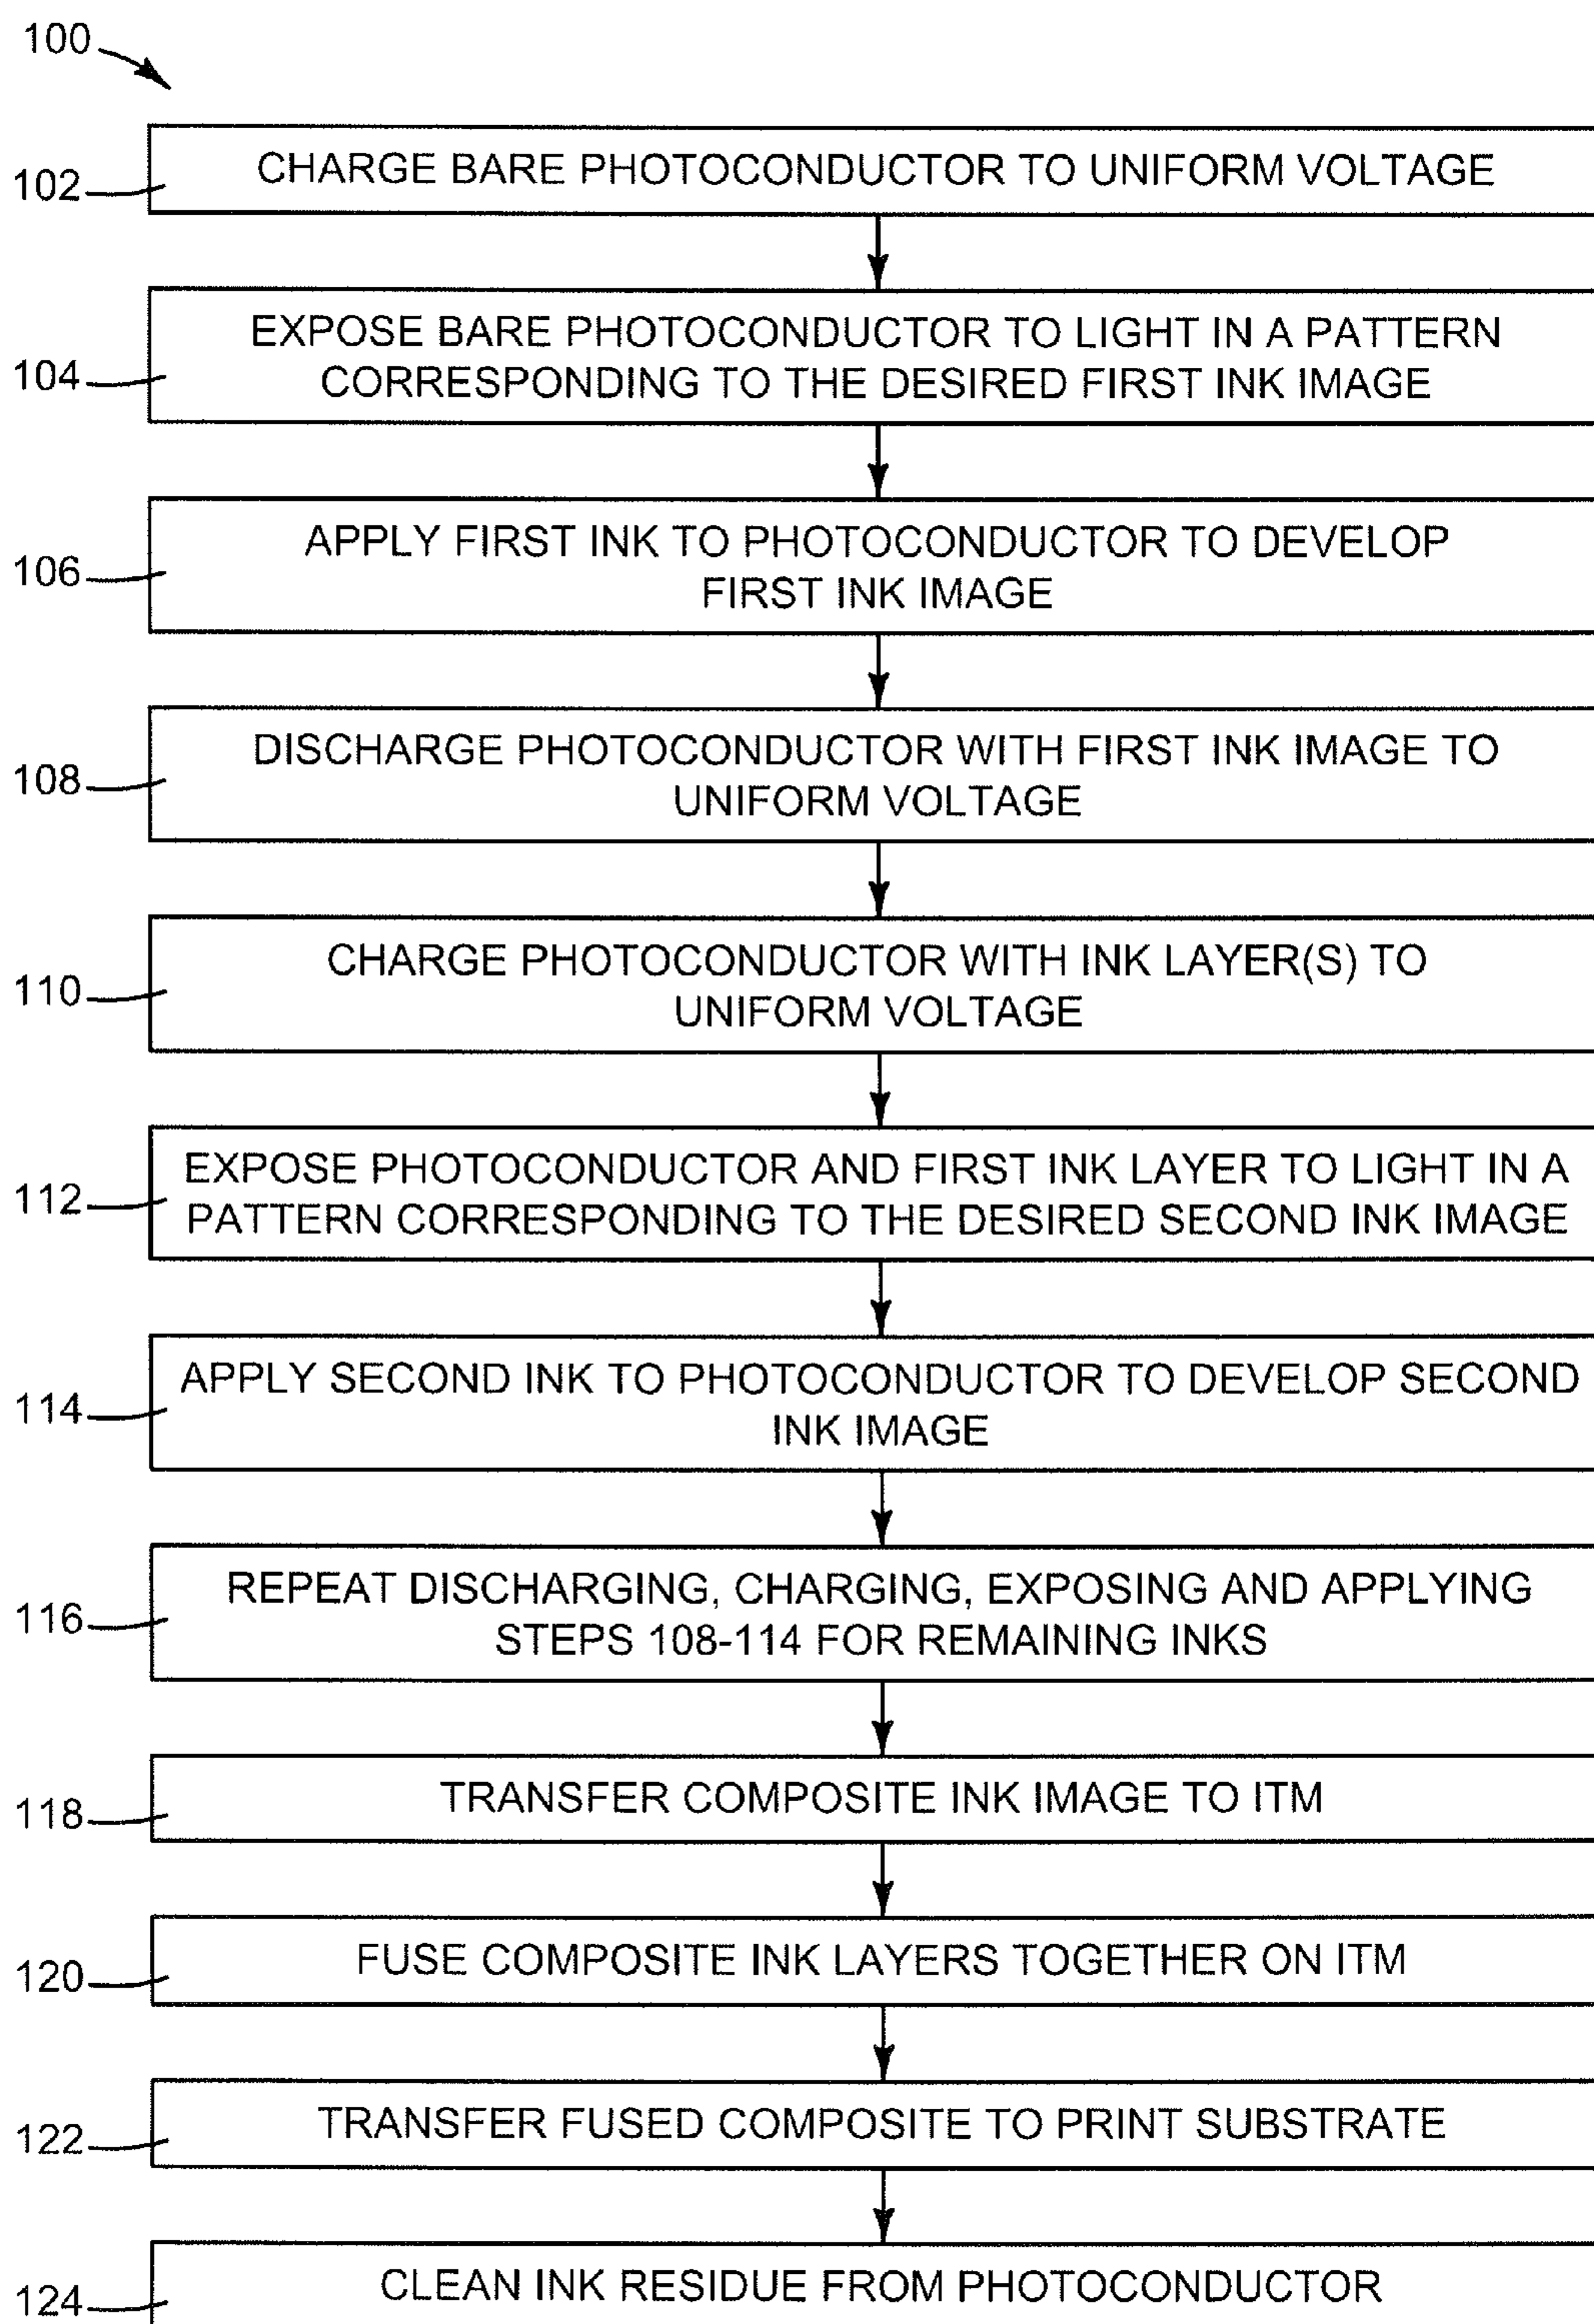 100
102
CHARGE BARE PHOTOCONDUCTOR TO UNIFORM VOLTAGE
104
EXPOSE BARE PHOTOCONDUCTOR TO LIGHT IN A PATTERN
CORRESPONDING TO THE DESIRED FIRST INK IMAGE
106
APPLY FIRST INK TO PHOTOCONDUCTOR TO DEVELOP
FIRST INK IMAGE
108
DISCHARGE PHOTOCONDUCTOR WITH FIRST INK IMAGE TO
UNIFORM VOLTAGE
110
CHARGE PHOTOCONDUCTOR WITH INK LAYER(S) TO
UNIFORM VOLTAGE
112
EXPOSE PHOTOCONDUCTOR AND FIRST INK LAYER TO LIGHT IN A
PATTERN CORRESPONDING TO THE DESIRED SECOND INK IMAGE
114
APPLY SECOND INK TO PHOTOCONDUCTOR TO DEVELOP SECOND
INK IMAGE
116
REPEAT DISCHARGING, CHARGING, EXPOSING AND APPLYING
STEPS 108-114 FOR REMAINING INKS
118
TRANSFER COMPOSITE INK IMAGE TO ITM
120
FUSE COMPOSITE INK LAYERS TOGETHER ON ITM
122
TRANSFER FUSED COMPOSITE TO PRINT SUBSTRATE
124
CLEAN INK RESIDUE FROM PHOTOCONDUCTOR